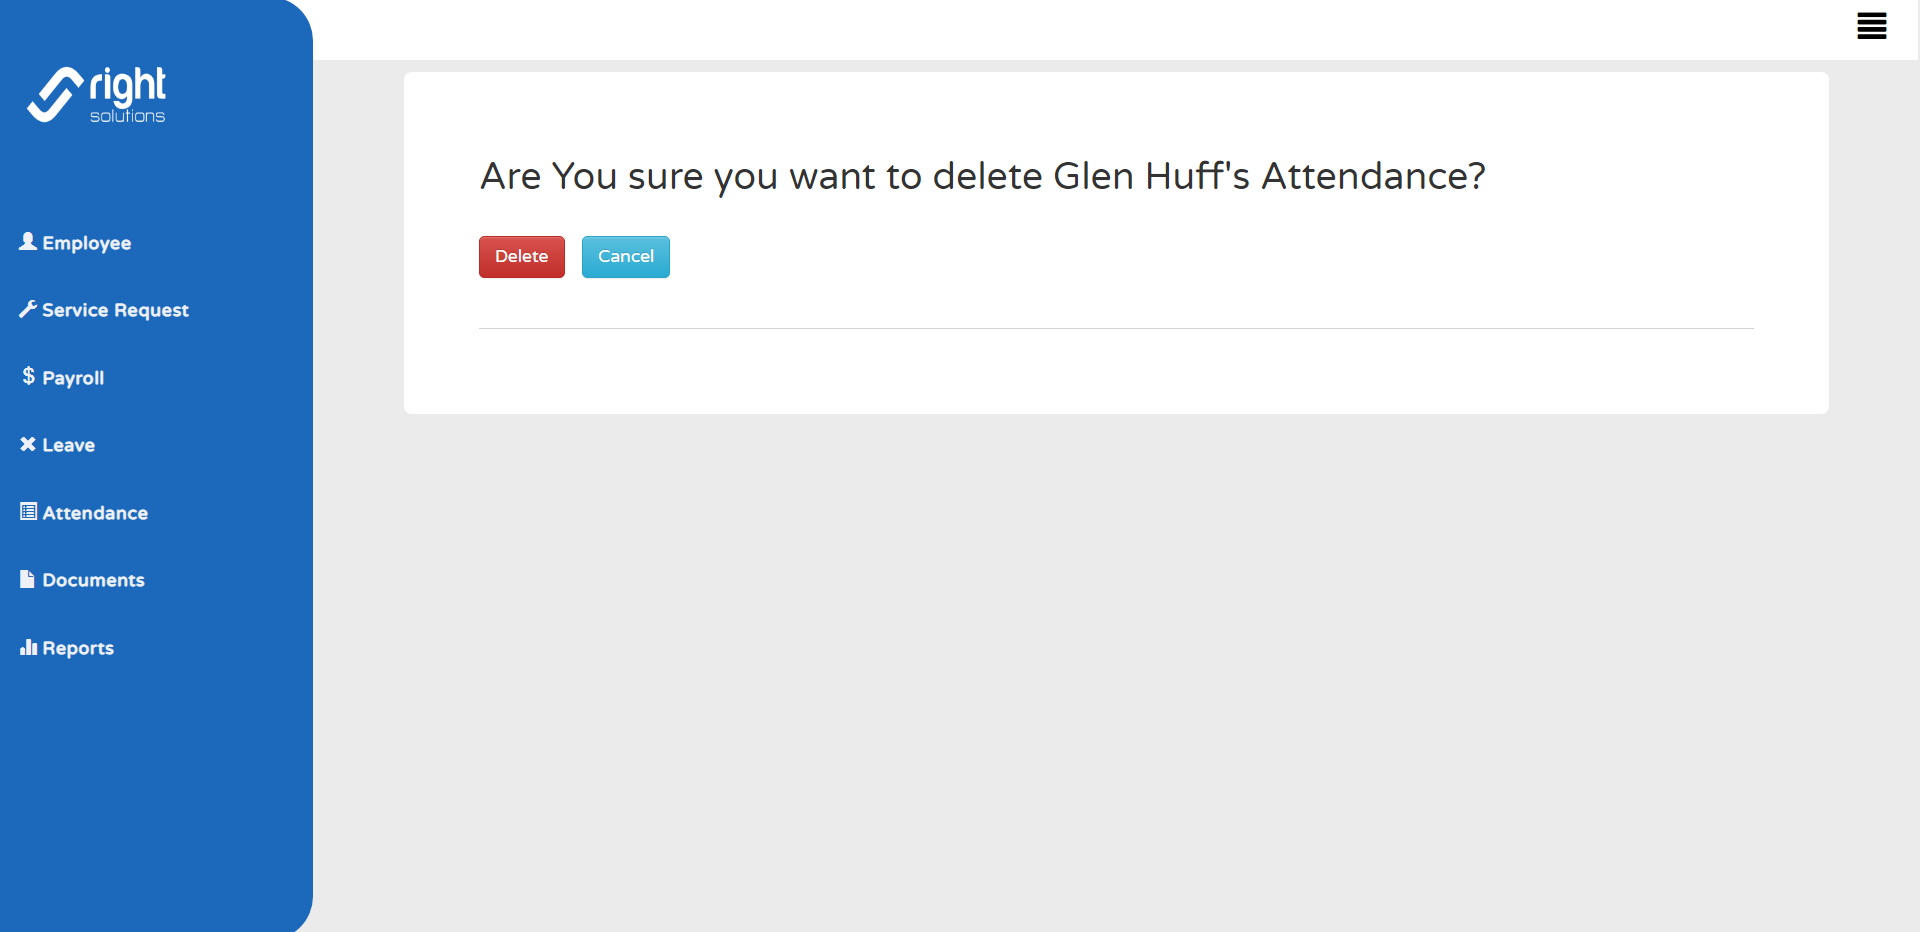 right
solutions
Employee
Service Request
Payroll
Leave
Attendance
Documents
Reports
Are You sure you want to delete Glen Huff's Attendance?
Delete
Cancel